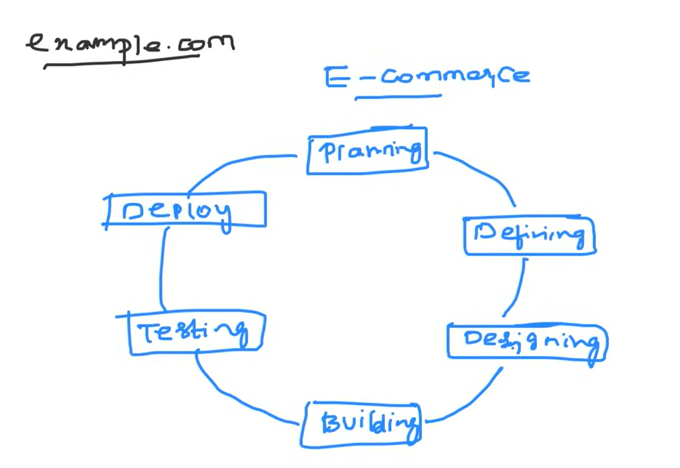 example.com
E-commerce
Planning
Deploy
Defining
Testing
Designing
Building